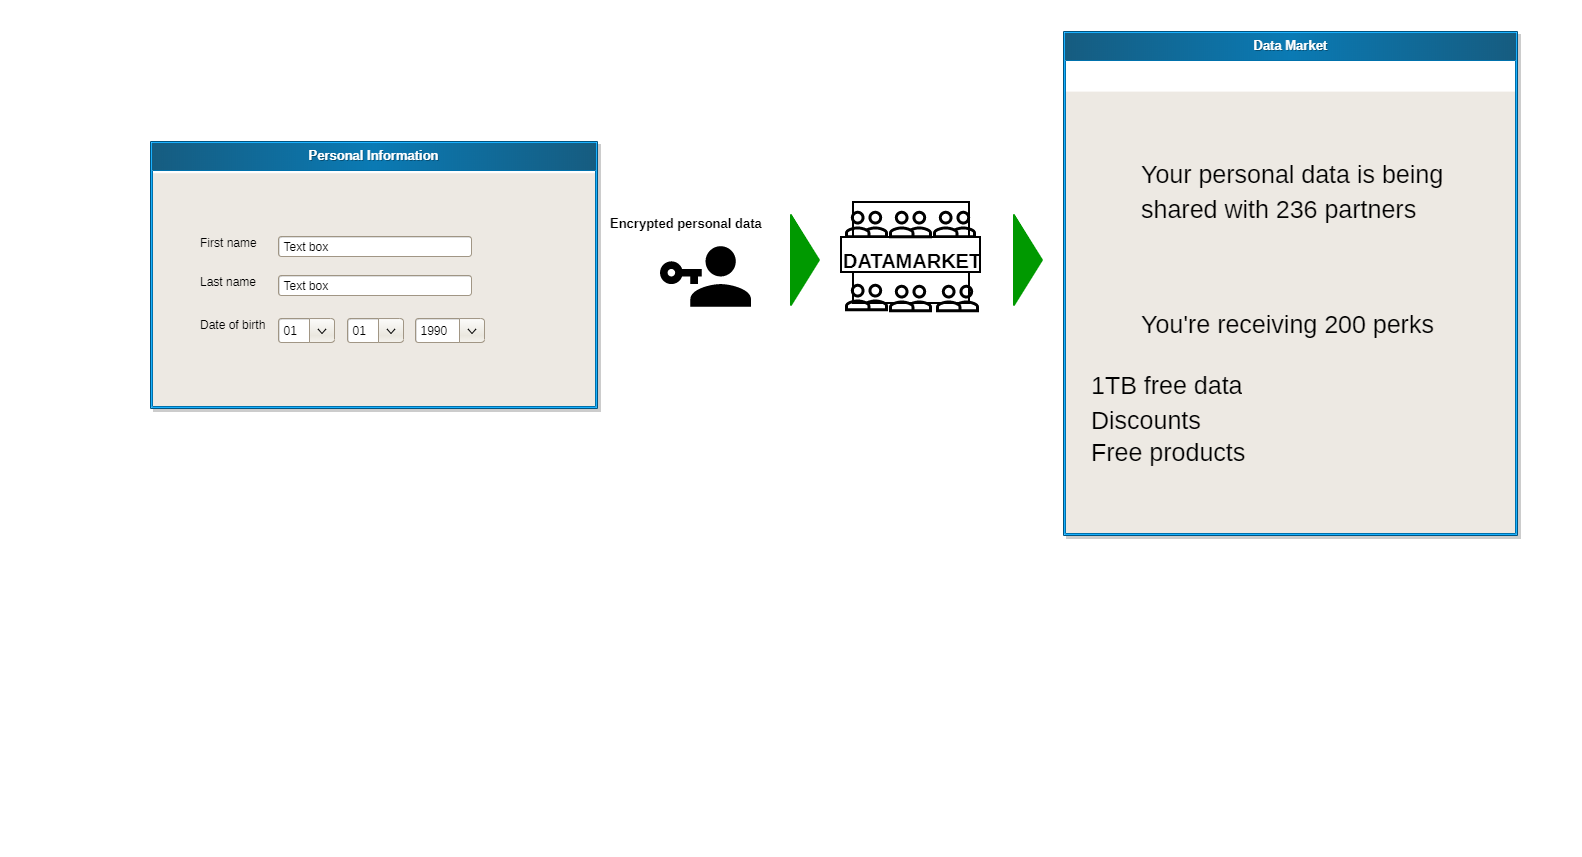 Personal Information
First name
Text box
Last name
Text box
Date of birth
01
01
1990
Encrypted personal data
DATAMARKET
Data Market
Your personal data is being
shared with 236 partners
You're receiving 200 perks
1TB free data
Discounts
Free products